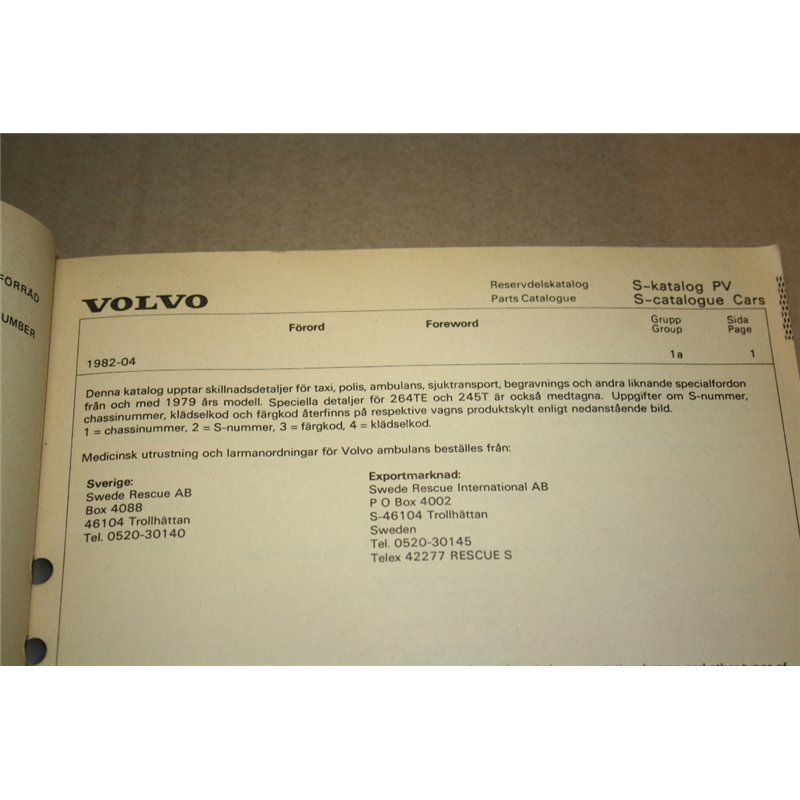 FÖRRÅD
UMBER
VOLVO
Reservdelskatalog
Parts Catalogue
S-katalog PV
S-catalogue Cars
Förord
Foreword
Grupp
Group
Sida
Page
1982-04
1a
1
Denna katalog upptar skillnadsdetaljer för taxi, polis, ambulans, sjuktransport, begravnings och andra liknande specialfordon
från och med 1979 års modell. Speciella detaljer för 264TE och 245T är också medtagna. Uppgifter om S-nummer,
chassinummer, klädselkod och färgkod återfinns på respektive vagns produktskylt enligt nedanstående bild.
1 = chassinummer, 2 = S-nummer, 3 = färgkod, 4 = klädselkod.
Medicinsk utrustning och larmanordningar för Volvo ambulans beställes från:
Sverige:
Swede Rescue AB
Box 4088
46104 Trollhättan
Tel. 0520-30140
Exportmarknad:
Swede Rescue International AB
P O Box 4002
S-46104 Trollhättan
Sweden
Tel. 0520-30145
Telex 42277 RESCUE S